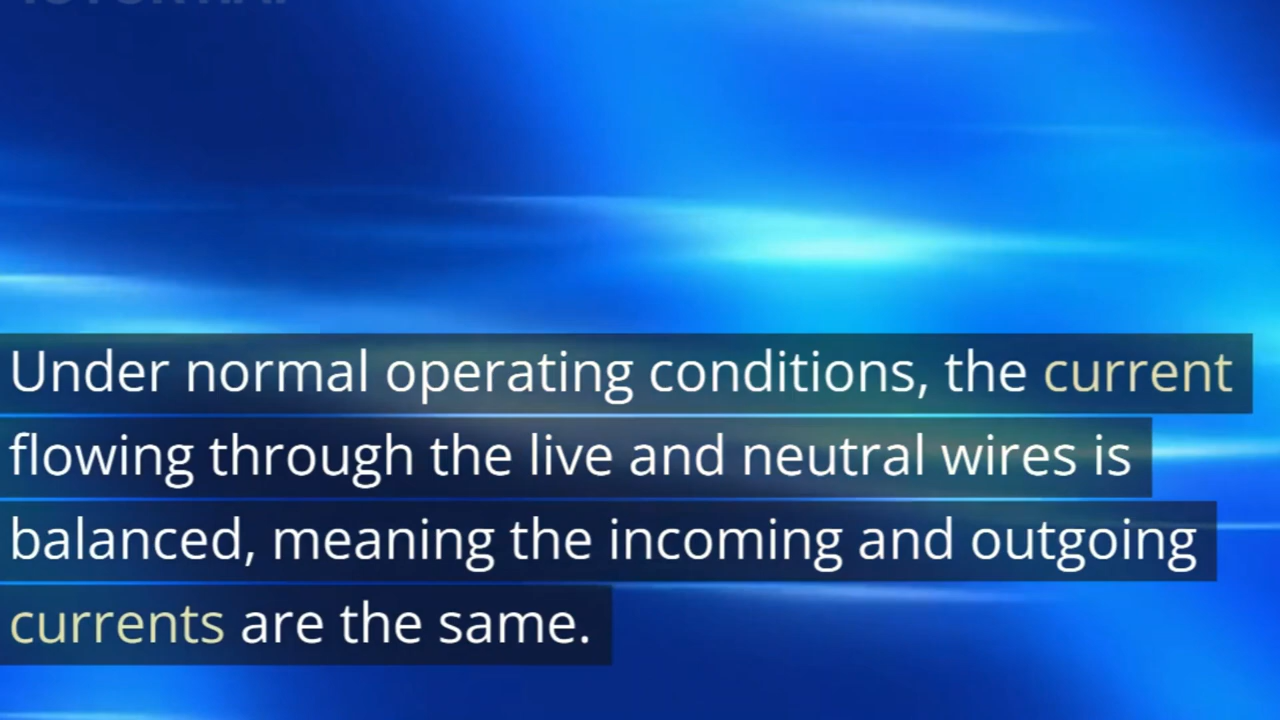 Under normal operating conditions, the current
flowing through the live and neutral wires is
balanced, meaning the incoming and outgoing
currents are the same.